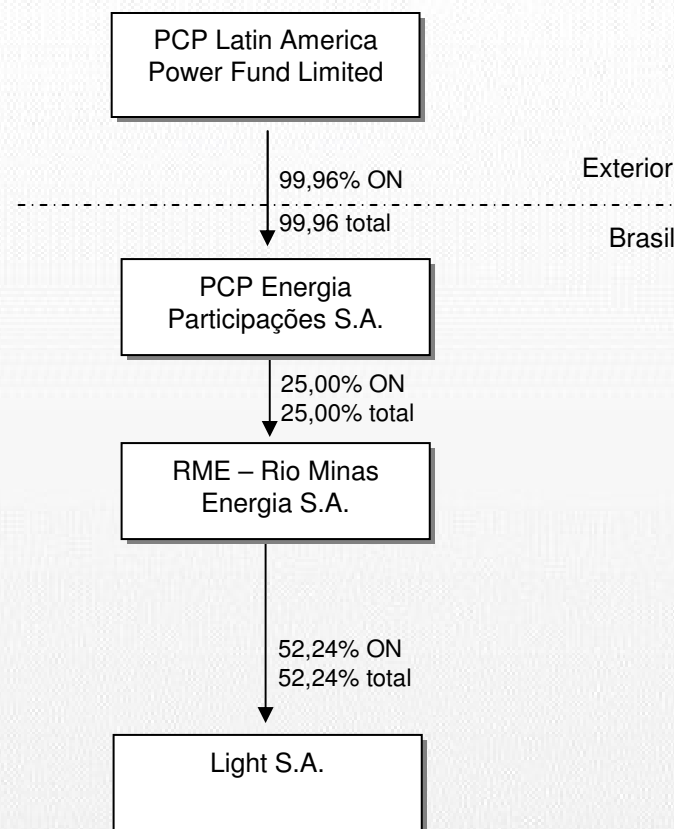 PCP Latin America
Power Fund Limited
99,96% ON
Exterior
99,96 total
Brasil
PCP Energia
Participações S.A.
25,00% ON
25,00% total
RME – Rio Minas
Energia S.A.
52,24% ON
52,24% total
Light S.A.